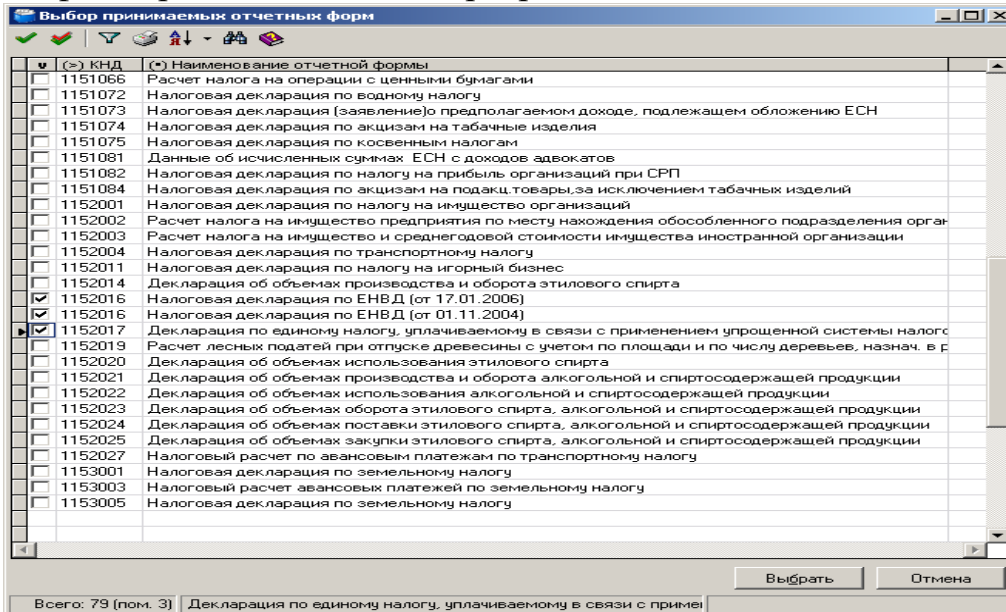 Выбор принимаемых отчетных форм
v (>) КНД (•) Наименование отчетной формы
1151066 Расчет налога на операции с ценными бумагами
1151072 Налоговая декларация по водному налогу
1151073 Налоговая декларация (заявление)о предполагаемом доходе, подлежащем обложению ЕСН
1151074 Налоговая декларация по акцизам на табачные изделия
1151075 Налоговая декларация по косвенным налогам
1151081 Данные об исчисленных суммах ЕСН с доходов адвокатов
1151082 Налоговая декларация по налогу на прибыль организаций при СРП
1151084 Налоговая декларация по акцизам на подакц.товары,за исключением табачных изделий
1152001 Налоговая декларация по налогу на имущество организаций
1152002 Расчет налога на имущество предприятия по месту нахождения обособленного подразделения орган
1152003 Расчет налога на имущество и среднегодовой стоимости имущества иностранной организации
1152004 Налоговая декларация по транспортному налогу
1152011 Налоговая декларация по налогу на игорный бизнес
1152014 Декларация об объемах производства и оборота этилового спирта
1152016 Налоговая декларация по ЕНВД (от 17.01.2006)
1152016 Налоговая декларация по ЕНВД (от 01.11.2004)
1152017 Декларация по единому налогу, уплачиваемому в связи с применением упрощенной системы налого
1152019 Расчет лесных податей при отпуске древесины с учетом по площади и по числу деревьев, назнач. в р
1152020 Декларация об объемах использования этилового спирта
1152021 Декларация об объемах производства и оборота алкогольной и спиртосодержащей продукции
1152022 Декларация об объемах использования алкогольной и спиртосодержащей продукции
1152023 Декларация об объемах оборота этилового спирта, алкогольной и спиртосодержащей продукции
1152024 Декларация об объемах поставки этилового спирта, алкогольной и спиртосодержащей продукции
1152025 Декларация об объемах закупки этилового спирта, алкогольной и спиртосодержащей продукции
1152027 Налоговый расчет по авансовым платежам по транспортному налогу
1153001 Налоговая декларация по земельному налогу
1153003 Налоговый расчет авансовых платежей по земельному налогу
1153005 Налоговая декларация по земельному налогу
Выбрать Отмена
Всего: 79 (пом. 3) Декларация по единому налогу, уплачиваемому в связи с приме